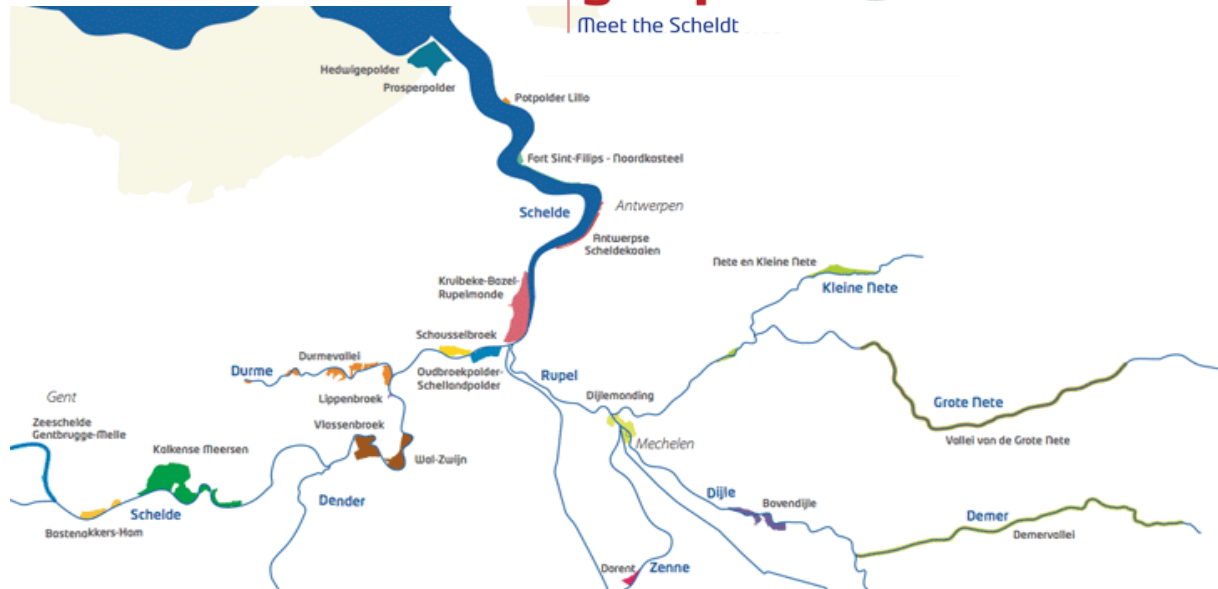 Meet the Scheldt
Hedwigepolder
Prosperpolder
Potpolder Lillo
Fort Sint-Filips - Noordkasteel
Schelde
Antwerpen
Antwerpse
Scheldekaaien
Nete en Kleine Nete
Kleine Nete
Kruibeke-Bazel-
Rupelmonde
Schousselbroek
Durmevallei
Durme
Oudbroekpolder-
Schellandpolder
Rupel
Dijlemonding
Grote Nete
Gent
Lippenbroek
Zeeschelde
Gentbrugge-Melle
Vlassenbroek
Mechelen
Vallei van de Grote Nete
Kalkense Meersen
Wal-Zwijn
Dender
Dijle
Bovendijle
Schelde
Demer
Bastenakkers-Ham
Demervallei
Dorent
Zenne